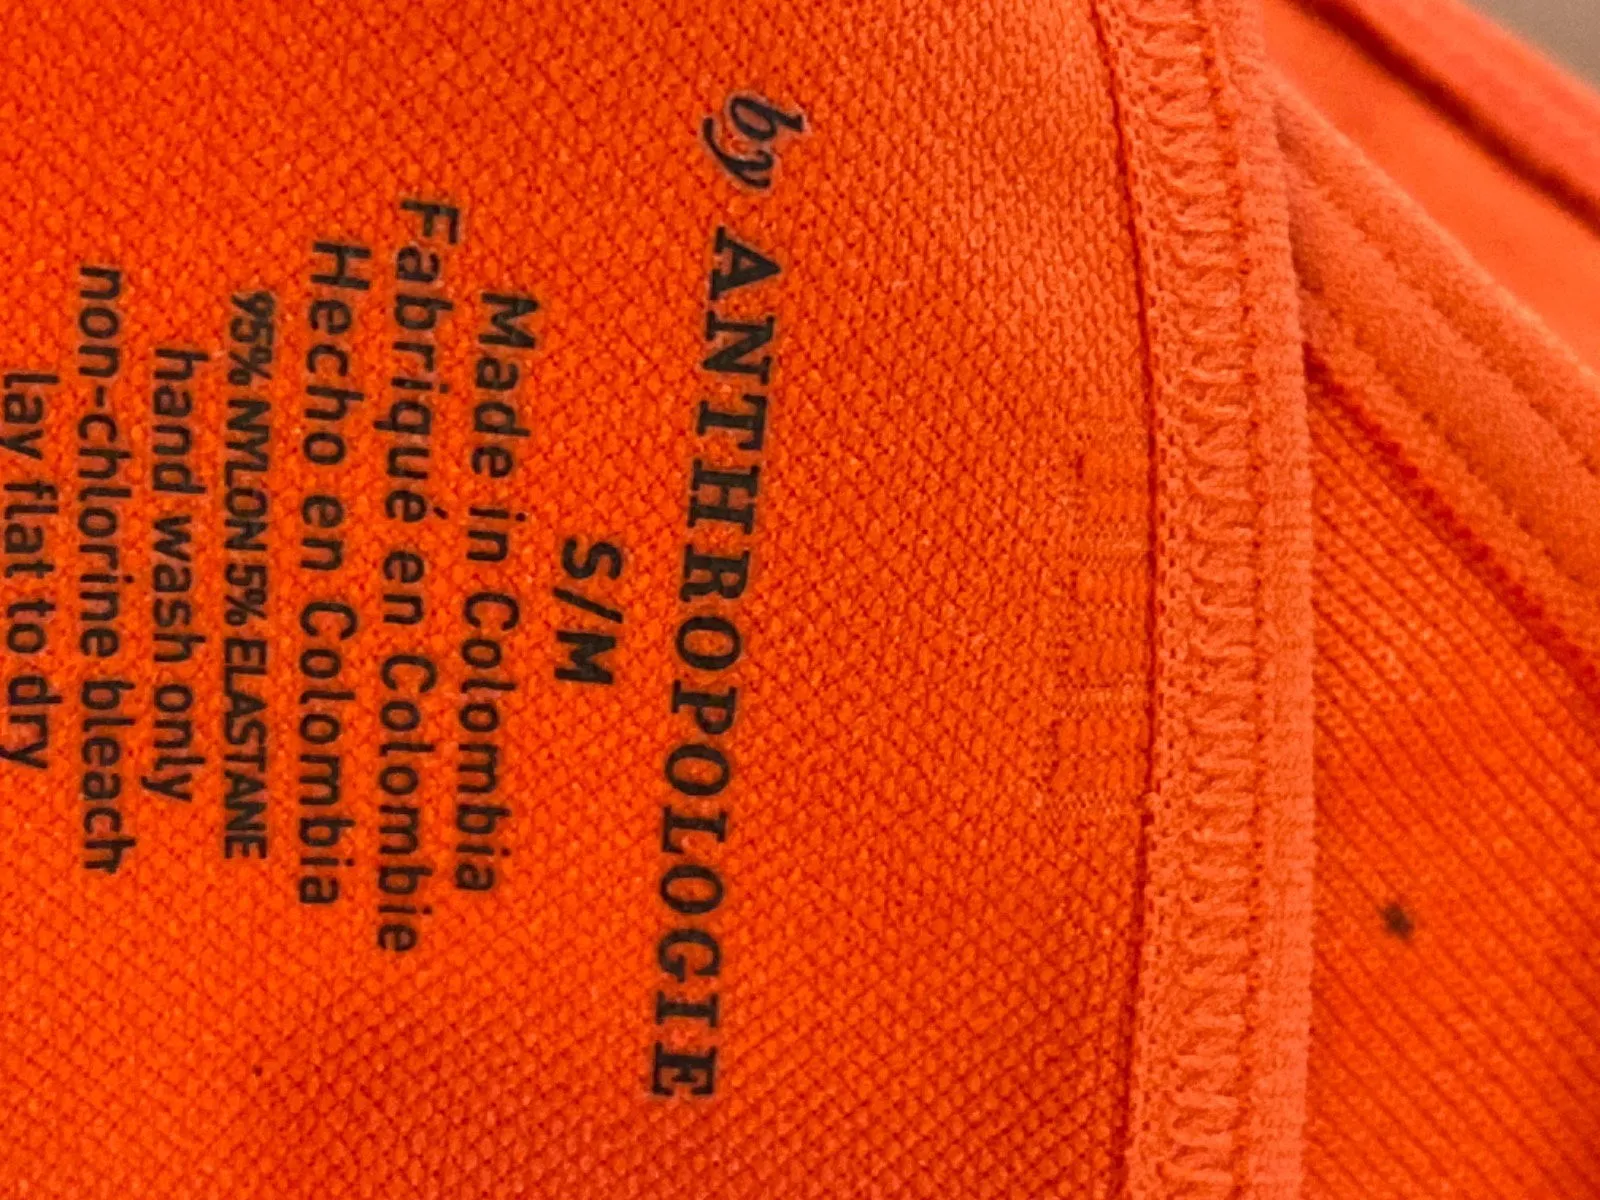 by ANTHROPOLOGIE
S/M
Made in Colombia
Fabriqué en Colombie
Hecho en Colombia
95% NYLON 5% ELASTANE
hand wash only
non-chlorine bleach
lay flat to dry